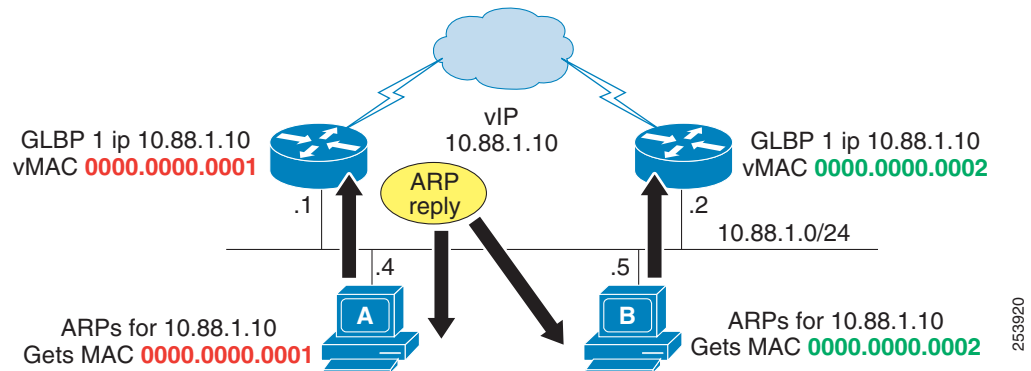 vIP
10.88.1.10
GLBP 1 ip 10.88.1.10
vMAC 0000.0000.0001
GLBP 1 ip 10.88.1.10
vMAC 0000.0000.0002
ARP
reply
.1
.2
10.88.1.0/24
.4
.5
A
B
ARPs for 10.88.1.10
Gets MAC 0000.0000.0001
ARPs for 10.88.1.10
Gets MAC 0000.0000.0002
253920